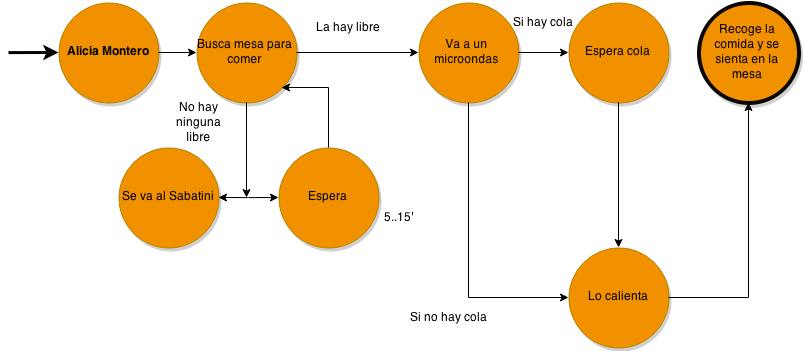 Alicia Montero
Busca mesa para
comer
La hay libre
Va a un
microondas
Si hay cola
Espera cola
Recoge la
comida y se
sienta en la
mesa
No hay
ninguna
libre
Se va al Sabatini
Espera
5..15'
Si no hay cola
Lo calienta